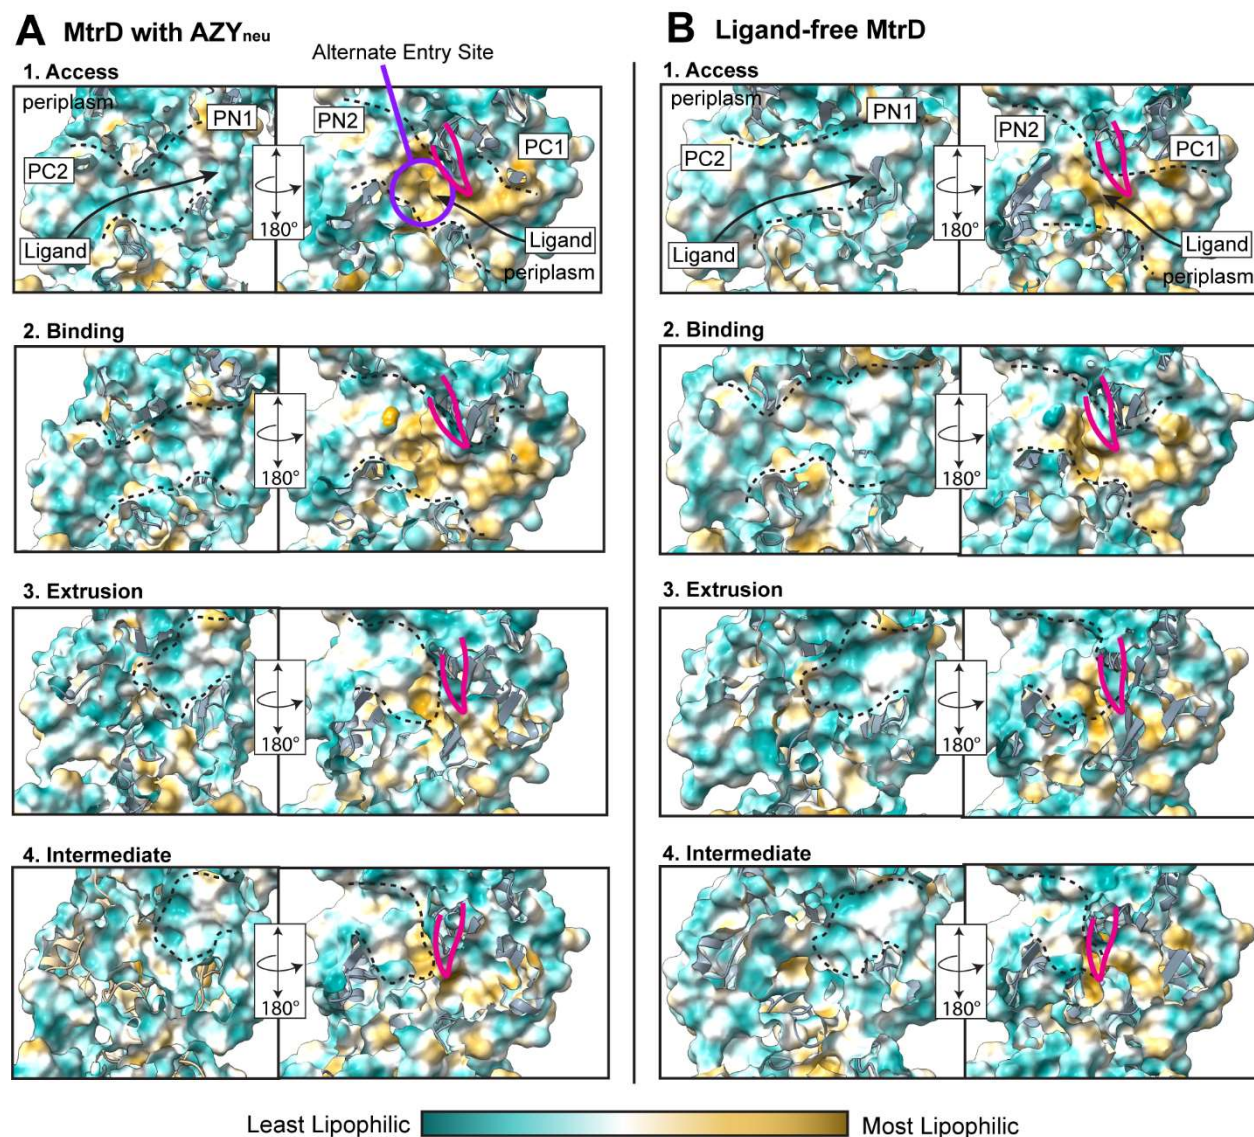 A MtrD with AZYneu
Alternate Entry Site
1. Access
periplasm
PN1
PC2
Ligand
180°
PN2
PC1
Ligand
periplasm
2. Binding
180°
3. Extrusion
180°
4. Intermediate
180°
B Ligand-free MtrD
1. Access
periplasm
PN1
PC2
Ligand
180°
PN2
PC1
Ligand
periplasm
2. Binding
180°
3. Extrusion
180°
4. Intermediate
180°
Least Lipophilic
Most Lipophilic